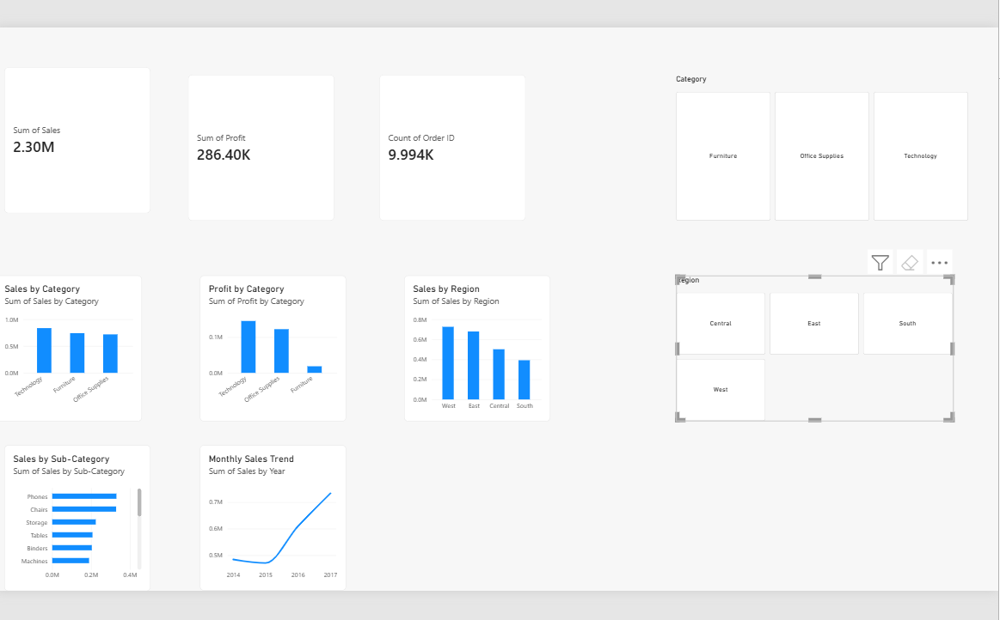 Sum of Sales
2.30M
Sum of Profit
286.40K
Count of Order ID
9.994K
Category
Furniture
Office Supplies
Technology
Sales by Category
Sum of Sales by Category
1.0M
0.5M
0.0M
Technology
Furniture
Office Supplies
Profit by Category
Sum of Profit by Category
0.1M
0.0M
Technology
Office Supplies
Furniture
Sales by Region
Sum of Sales by Region
0.8M
0.6M
0.4M
0.2M
0.0M
West East Central South
Region
Central
East
South
West
Sales by Sub-Category
Sum of Sales by Sub-Category
Phones
Chairs
Storage
Tables
Binders
Machines
0.0M 0.2M 0.4M
Monthly Sales Trend
Sum of Sales by Year
0.7M
0.6M
0.5M
2014 2015 2016 2017